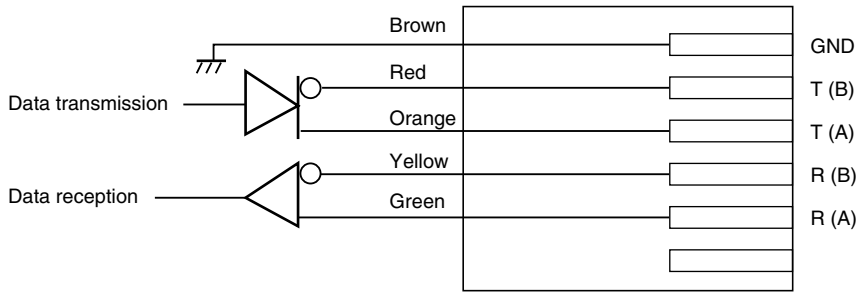 Brown
GND
Red
T (B)
Data transmission
Orange
T (A)
Yellow
R (B)
Data reception
Green
R (A)